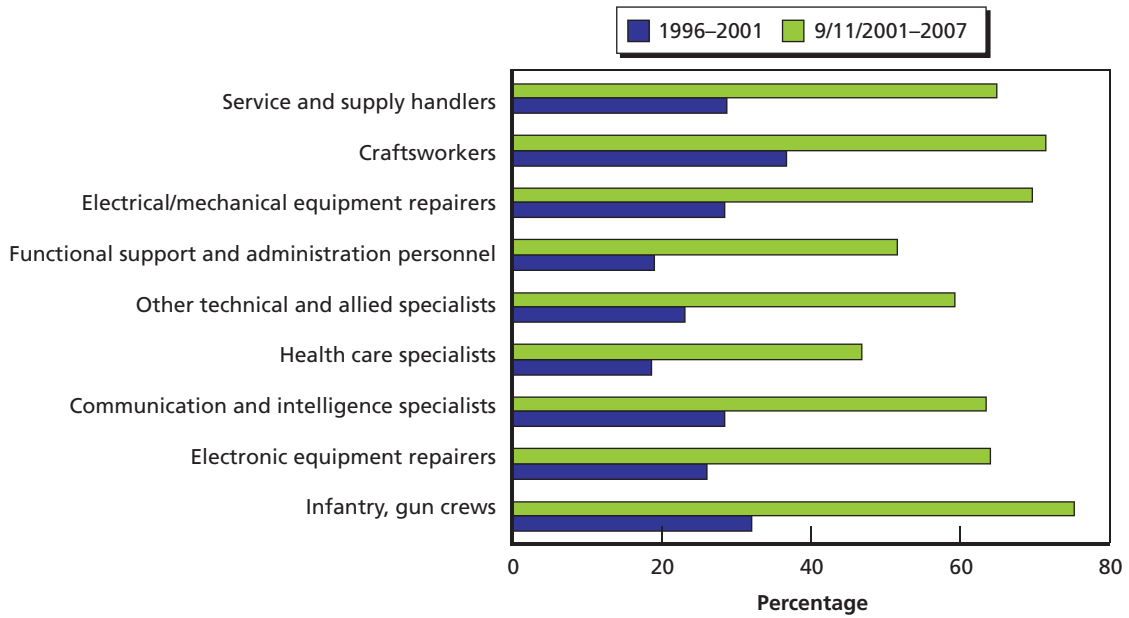 1996–2001 9/11/2001–2007
Service and supply handlers
Craftsworkers
Electrical/mechanical equipment repairers
Functional support and administration personnel
Other technical and allied specialists
Health care specialists
Communication and intelligence specialists
Electronic equipment repairers
Infantry, gun crews
0 20 40 60 80
Percentage